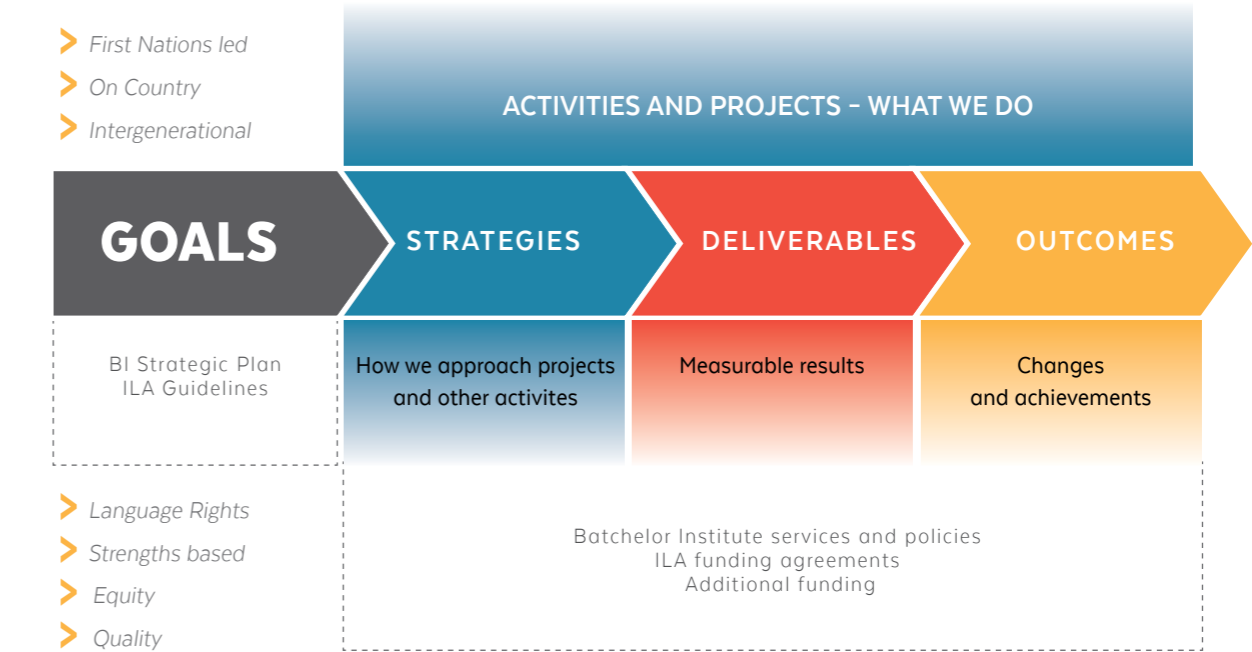 > First Nations led
> On Country
> Intergenerational
ACTIVITIES AND PROJECTS – WHAT WE DO
GOALS
STRATEGIES
DELIVERABLES
OUTCOMES
BI Strategic Plan
ILA Guidelines
How we approach projects
and other activites
Measurable results
Changes
and achievements
> Language Rights
> Strengths based
> Equity
> Quality
Batchelor Institute services and policies
ILA funding agreements
Additional funding